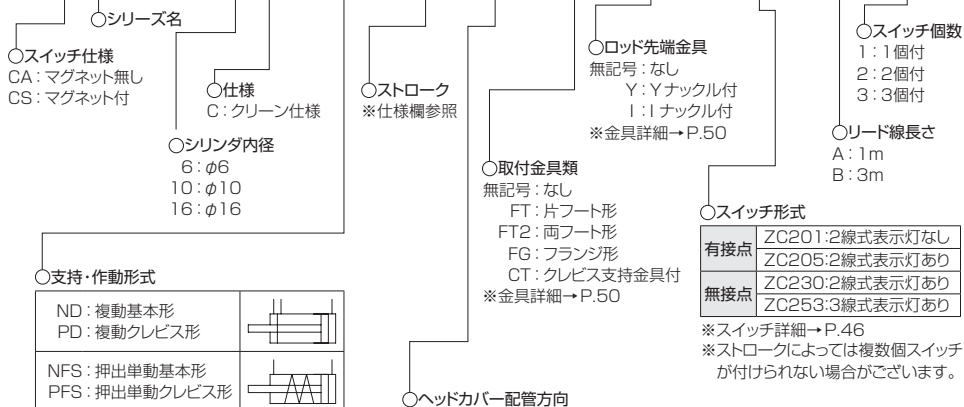 ○シリーズ名
○スイッチ仕様
CA：マグネット無し
CS：マグネット付
○仕様
C：クリーン仕様
○シリンダ内径
6：φ6
10：φ10
16：φ16
○支持・作動形式
ND：複動基本形
PD：複動クレビス形
NFS：押出単動基本形
PFS：押出単動クレビス形
○ストローク
※仕様欄参照
○ヘッドカバー配管方向
○取付金具類
無記号：なし
FT：片フート形
FT2：両フート形
FG：フランジ形
CT：クレビス支持金具付
※金具詳細→P.50
○ロッド先端金具
無記号：なし
Y：Yナックル付
I：Iナックル付
※金具詳細→P.50
○スイッチ形式
有接点
ZC201:2線式表示灯なし
ZC205:2線式表示灯あり
無接点
ZC230:2線式表示灯あり
ZC253:3線式表示灯あり
※スイッチ詳細→P.46
※ストロークによっては複数個スイッチ
が付けられない場合がございます。
○リード線長さ
A：1m
B：3m
○スイッチ個数
1：1個付
2：2個付
3：3個付